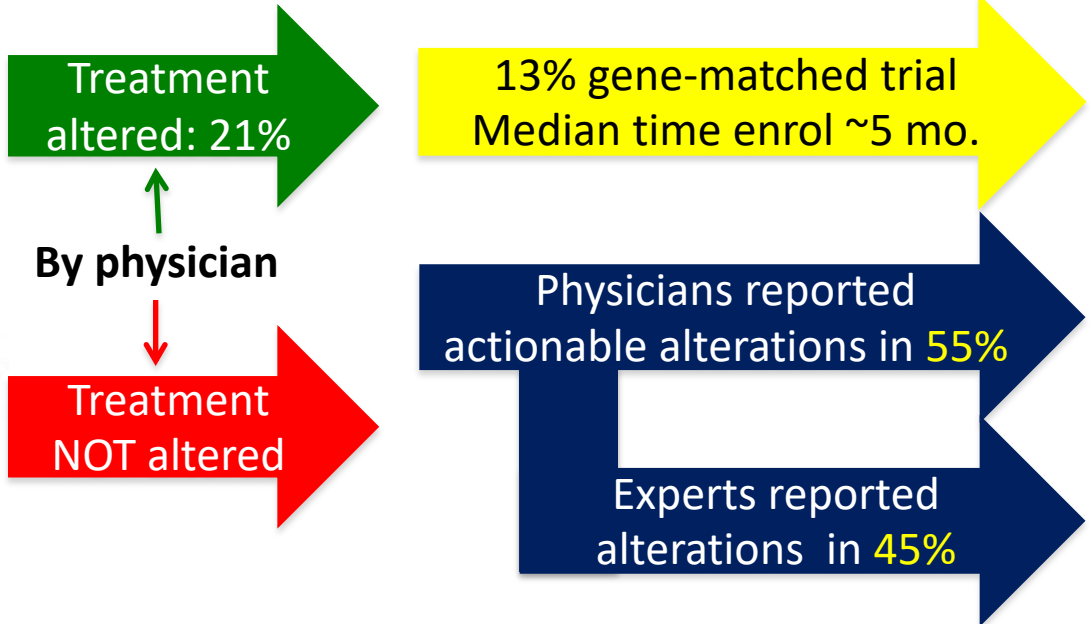 Treatment
altered: 21%
13% gene-matched trial
Median time enrol ~5 mo.
By physician
Physicians reported
actionable alterations in 55%
Treatment
NOT altered
Experts reported
alterations  in 45%